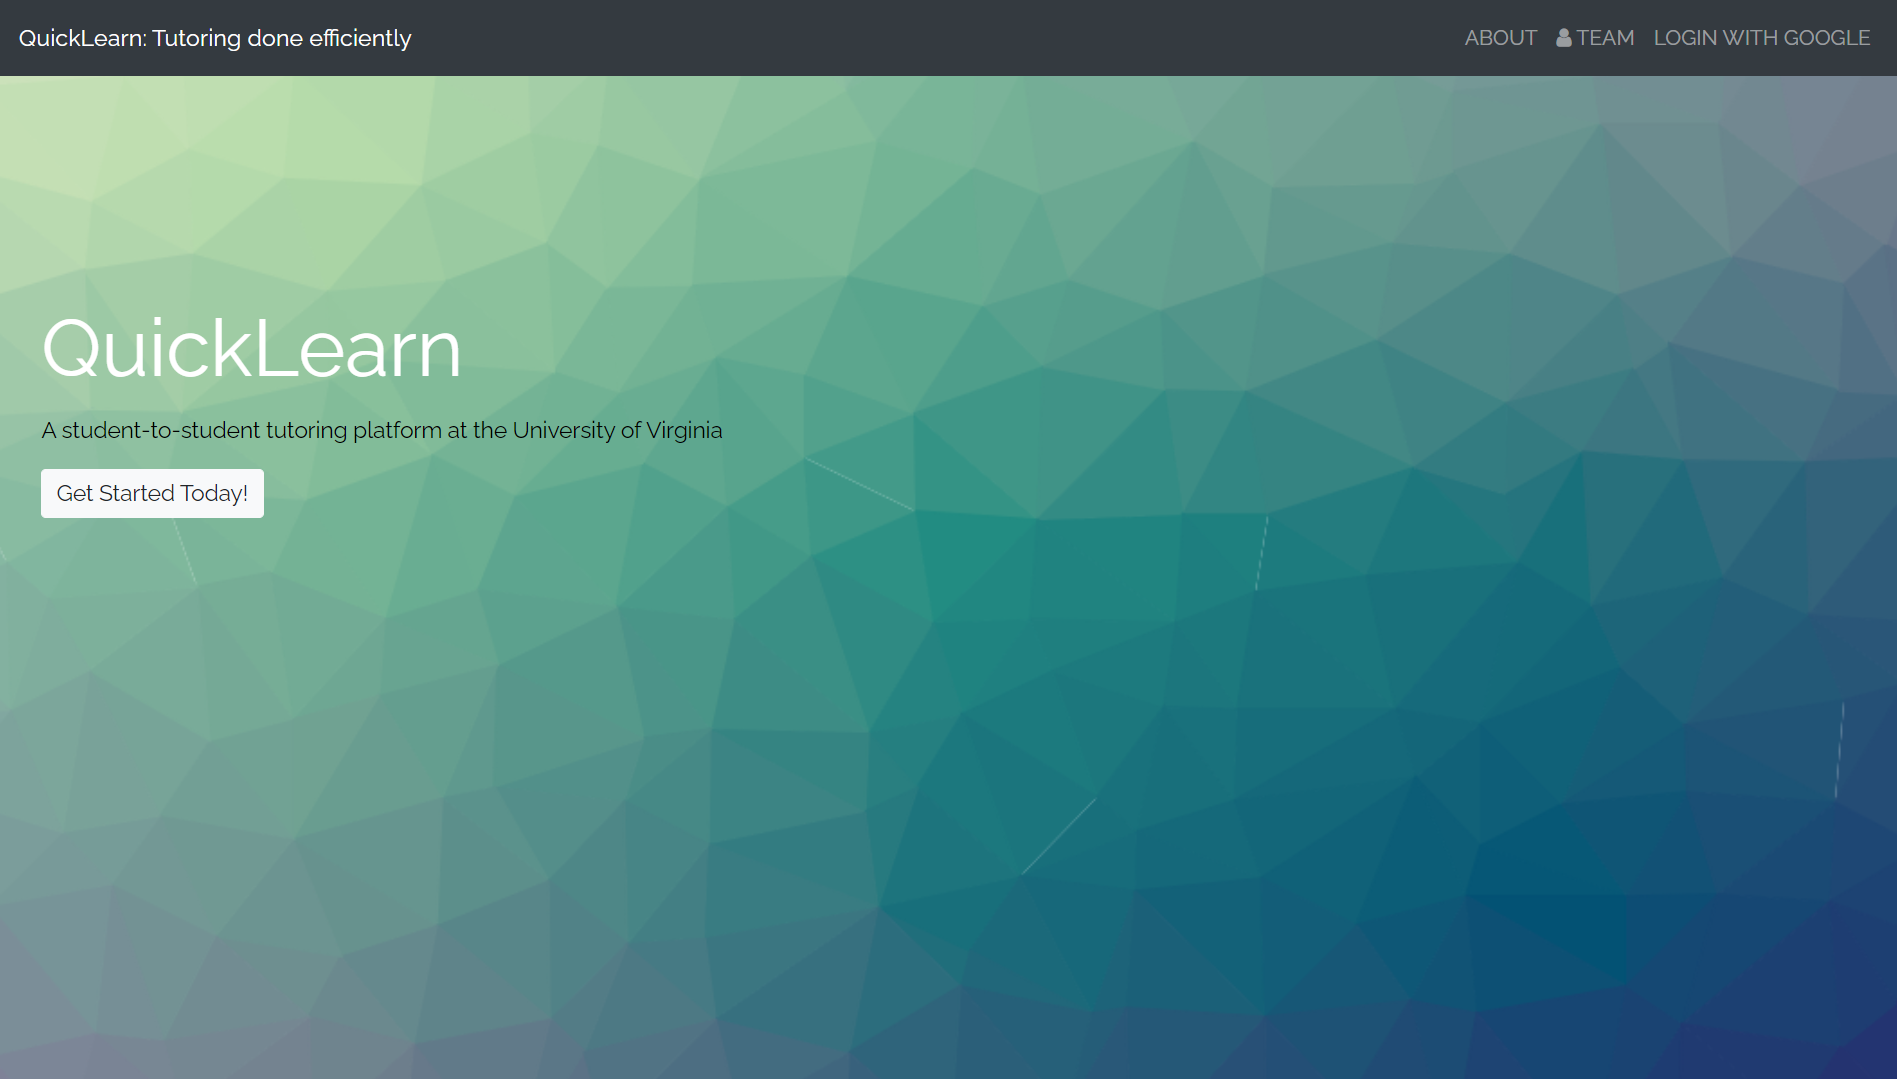 QuickLearn: Tutoring done efficiently
ABOUT TEAM LOGIN WITH GOOGLE
QuickLearn
A student-to-student tutoring platform at the University of Virginia
Get Started Today!